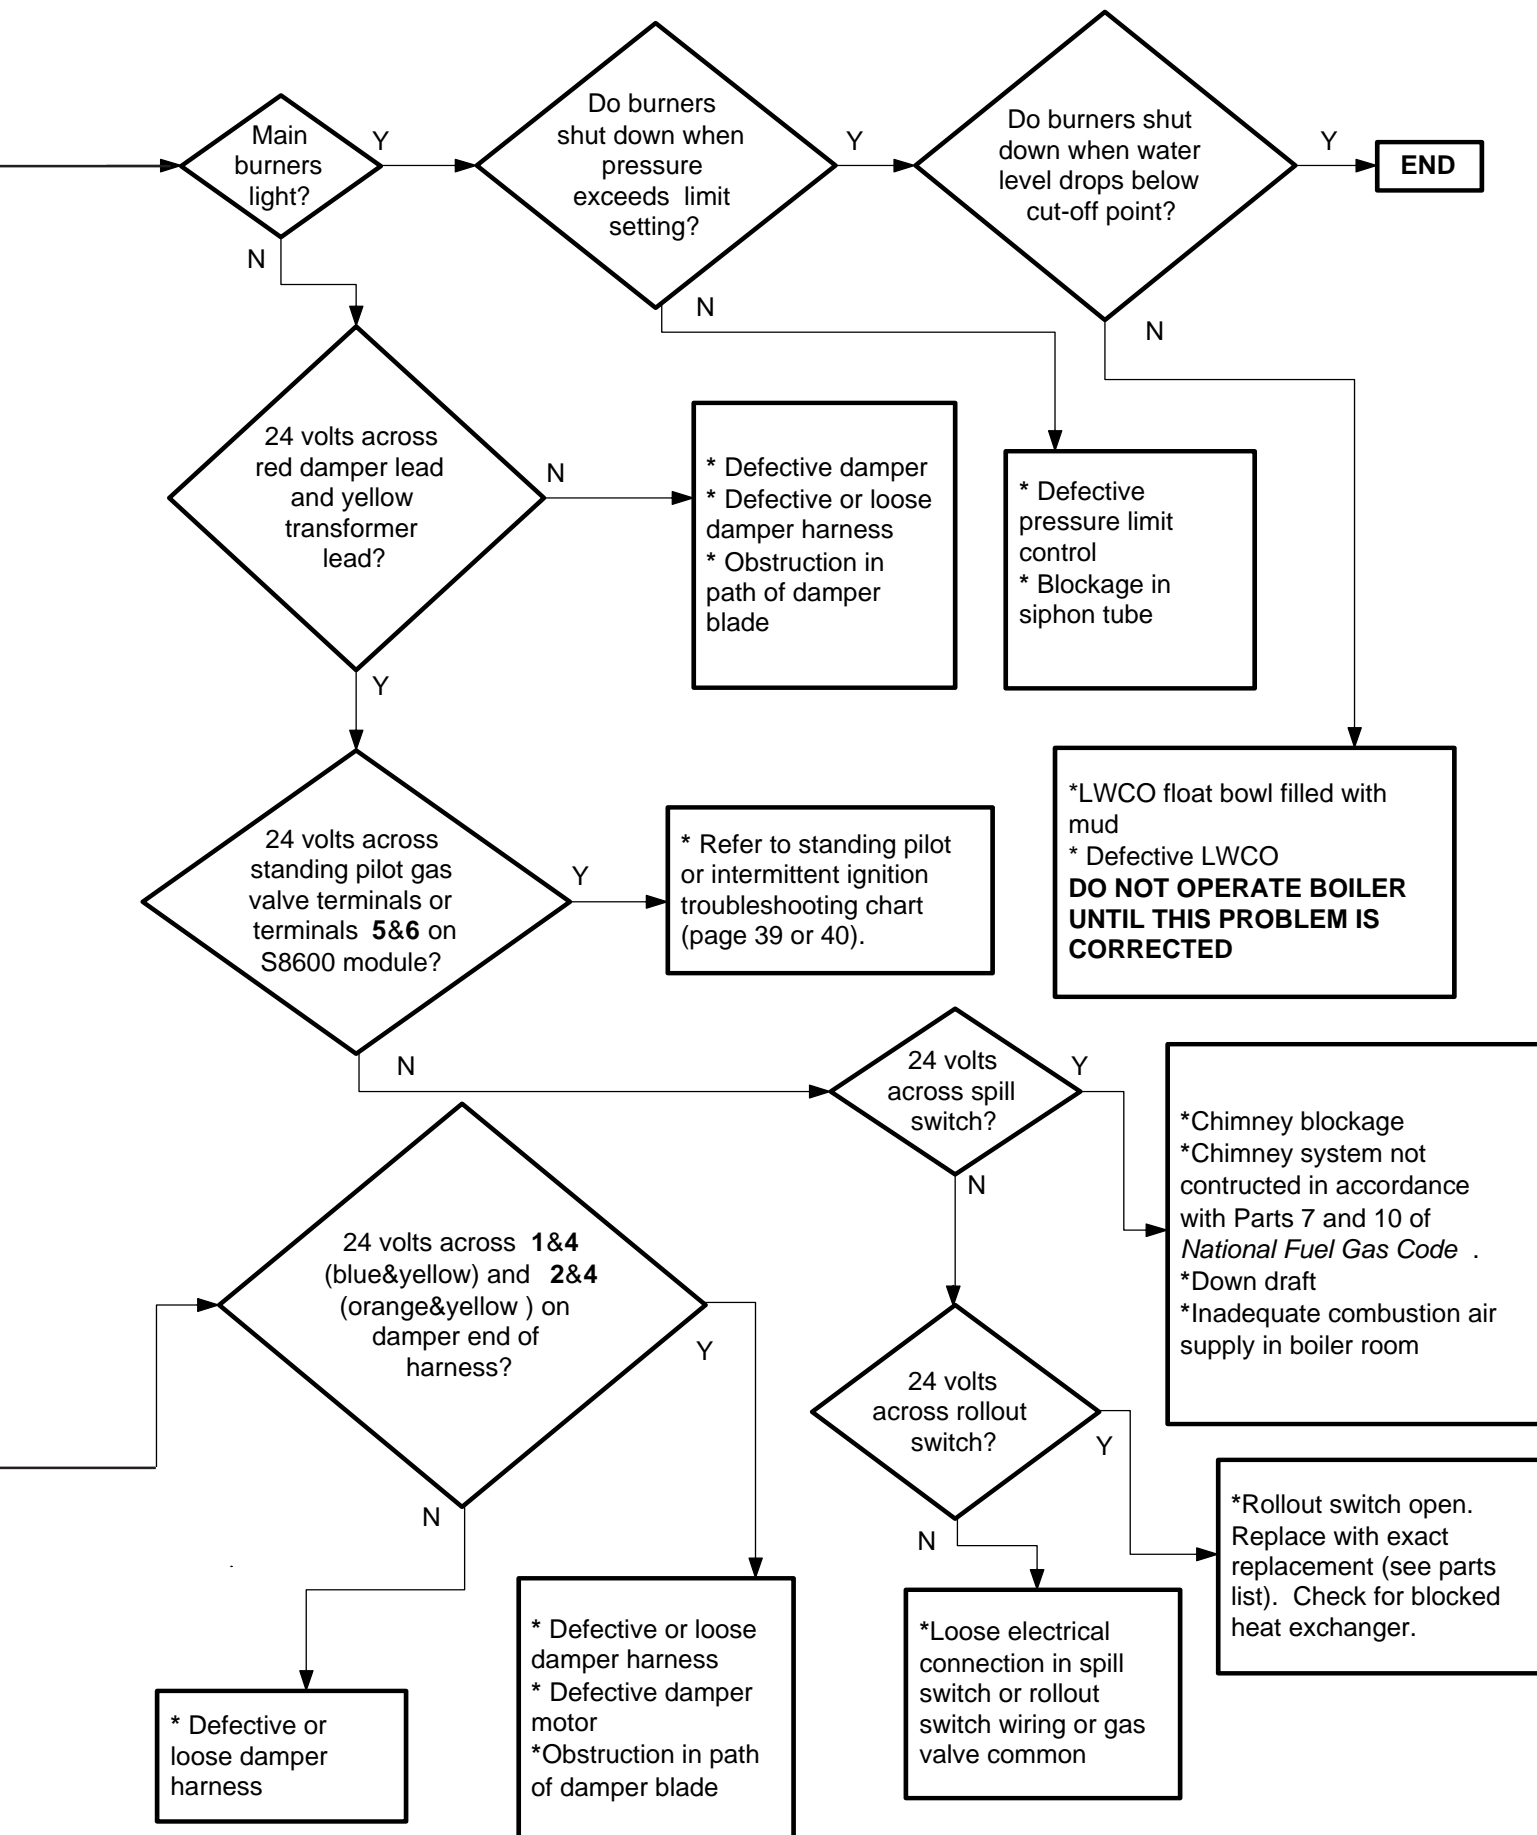 Main
burners
light?
Y
N
Do burners
shut down when
pressure
exceeds limit
setting?
Y
N
Do burners shut
down when water
level drops below
cut-off point?
Y
N
END
24 volts across
red damper lead
and yellow
transformer
lead?
N
Y
* Defective damper
* Defective or loose
damper harness
* Obstruction in
path of damper
blade
* Defective
pressure limit
control
* Blockage in
siphon tube
*LWCO float bowl filled with
mud
* Defective LWCO
DO NOT OPERATE BOILER
UNTIL THIS PROBLEM IS
CORRECTED
24 volts across
standing pilot gas
valve terminals or
terminals 5&6 on
S8600 module?
Y
N
* Refer to standing pilot
or intermittent ignition
troubleshooting chart
(page 39 or 40).
24 volts
across spill
switch?
Y
N
*Chimney blockage
*Chimney system not
contructed in accordance
with Parts 7 and 10 of
National Fuel Gas Code .
*Down draft
*Inadequate combustion air
supply in boiler room
24 volts across 1&4
(blue&yellow) and 2&4
(orange&yellow ) on
damper end of
harness?
Y
N
24 volts
across rollout
switch?
Y
N
*Rollout switch open.
Replace with exact
replacement (see parts
list). Check for blocked
heat exchanger.
* Defective or
loose damper
harness
* Defective or loose
damper harness
* Defective damper
motor
*Obstruction in path
of damper blade
*Loose electrical
connection in spill
switch or rollout
switch wiring or gas
valve common